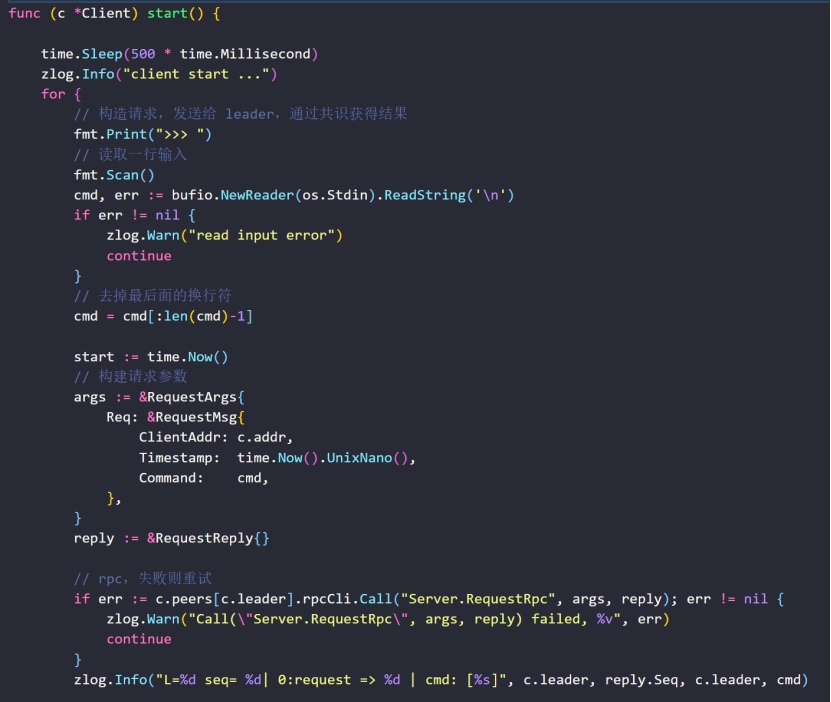 func (c *Client) start() {
    time.Sleep(500 * time.Millisecond)
    zlog.Info("client start ...")
    for {
        // 构造请求，发送给 leader，通过共识获得结果
        fmt.Print(">>> ")
        // 读取一行输入
        fmt.Scan()
        cmd, err := bufio.NewReader(os.Stdin).ReadString('\n')
        if err != nil {
            zlog.Warn("read input error")
            continue
        }
        // 去掉最后面的换行符
        cmd = cmd[:len(cmd)-1]
        start := time.Now()
        // 构建请求参数
        args := &RequestArgs{
            Req: &RequestMsg{
                ClientAddr: c.addr,
                Timestamp:  time.Now().UnixNano(),
                Command:    cmd,
            },
        }
        reply := &RequestReply{}
        // rpc，失败则重试
        if err := c.peers[c.leader].rpcCli.Call("Server.RequestRpc", args, reply); err != nil {
            zlog.Warn("Call(\"Server.RequestRpc\", args, reply) failed, %v", err)
            continue
        }
        zlog.Info("L=%d seq= %d| 0:request => %d | cmd: [%s]", c.leader, reply.Seq, c.leader, cmd)